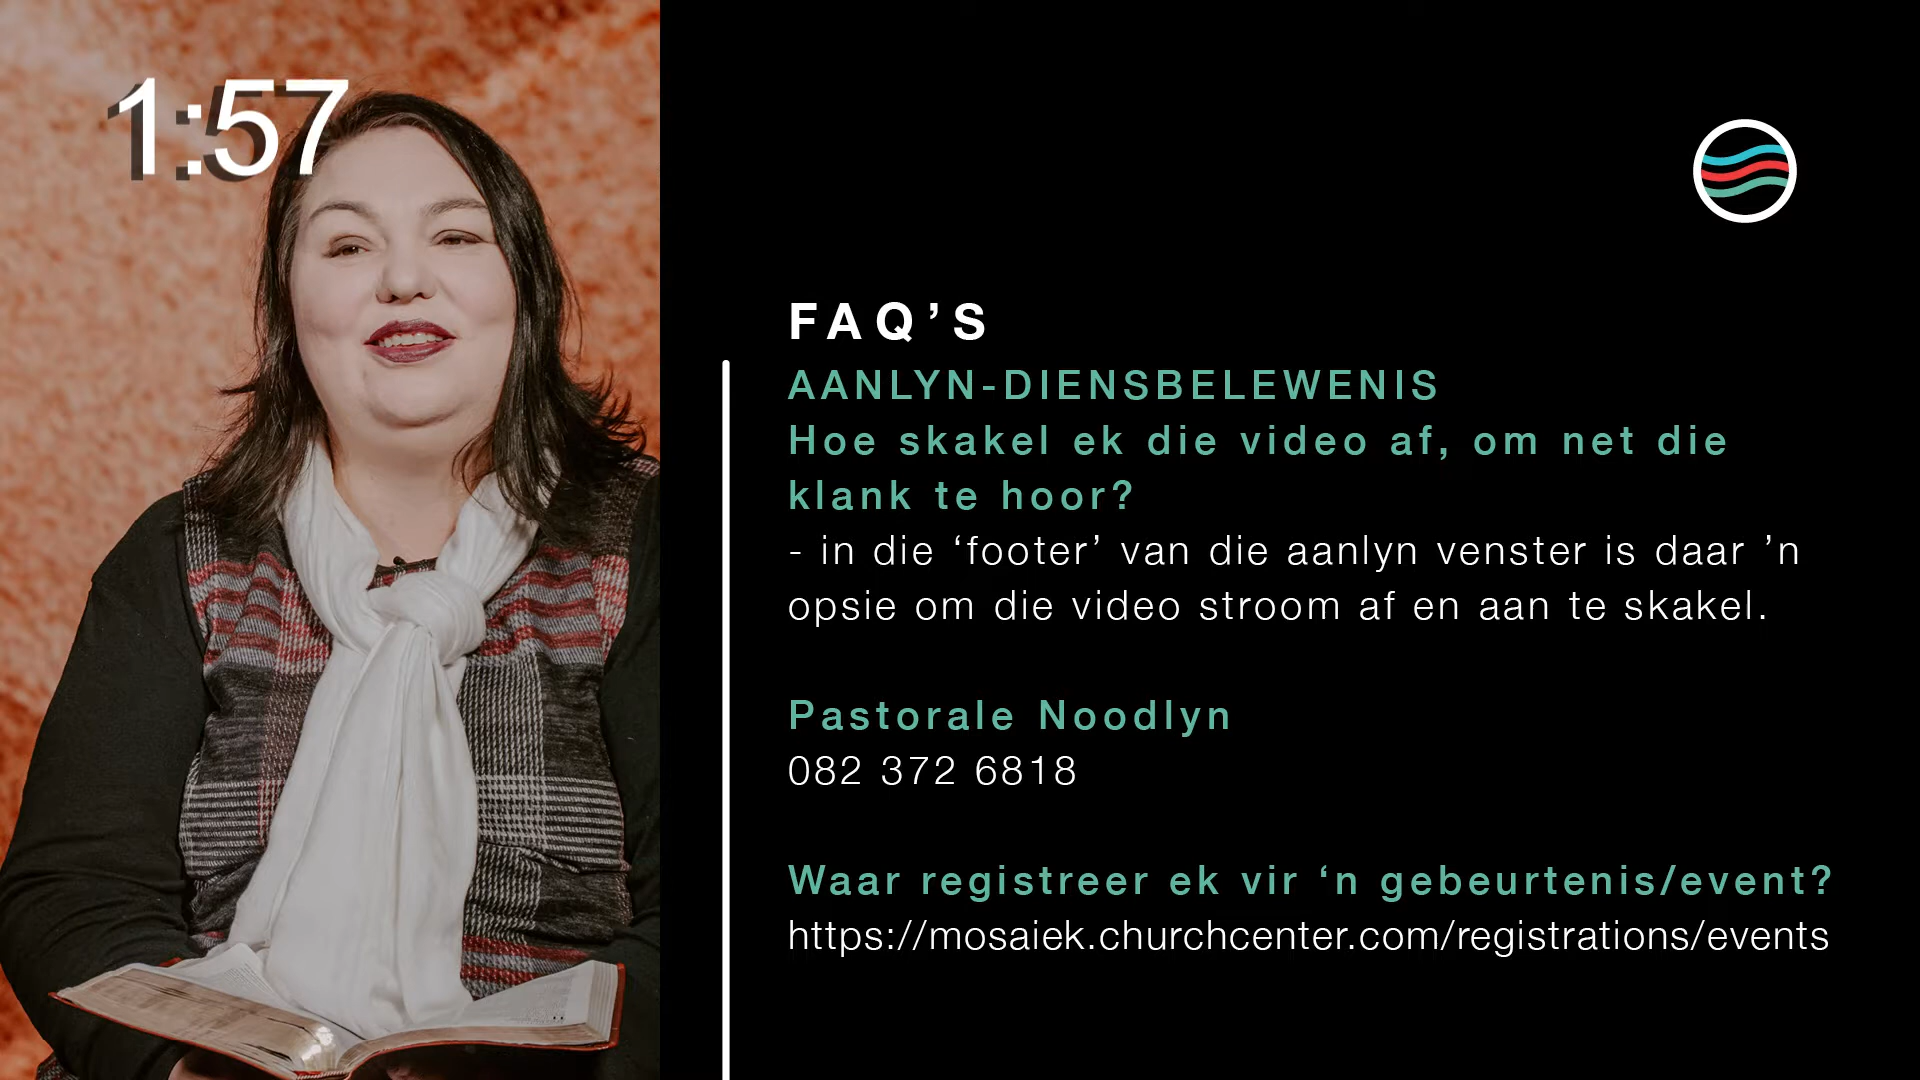 1:57
FAQ’S
AANLYN-DIENSBELEWENIS
Hoe skakel ek die video af, om net die
klank te hoor?
- in die ‘footer’ van die aanlyn venster is daar ’n
opsie om die video stroom af en aan te skakel.
Pastorale Noodlyn
082 372 6818
Waar registreer ek vir ‘n gebeurtenis/event?
https://mosaiek.churchcenter.com/registrations/events